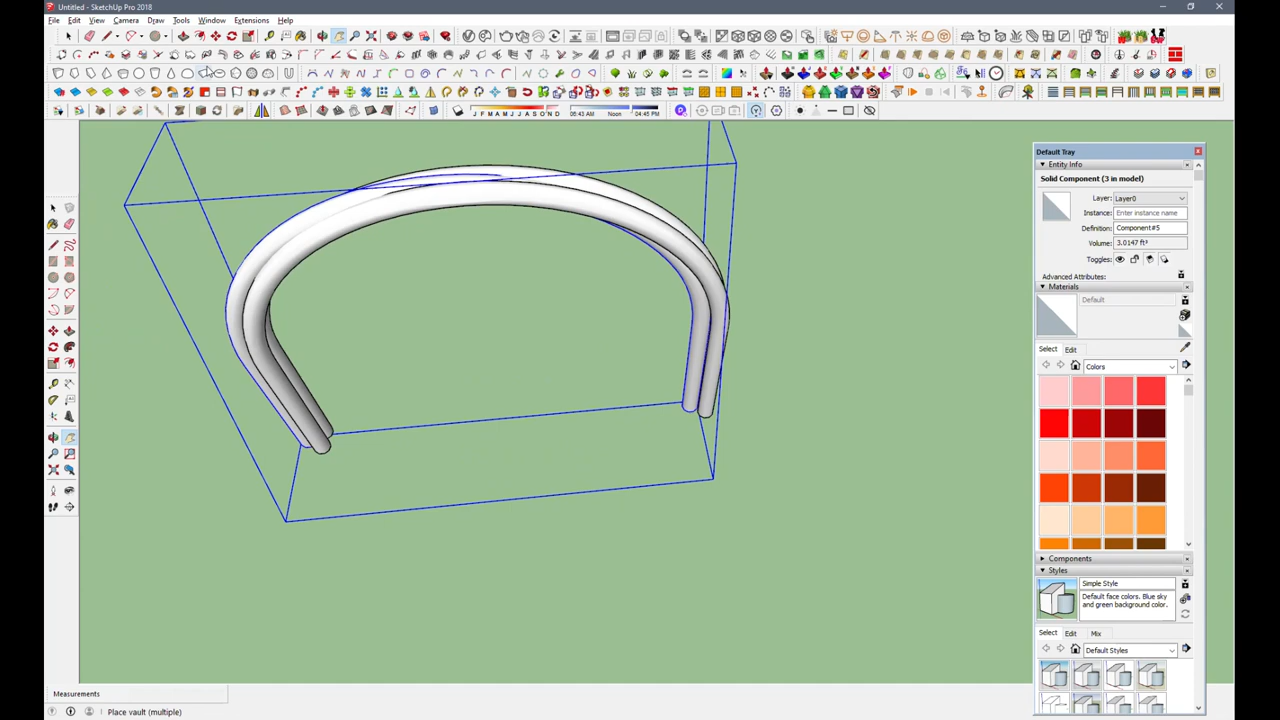 Untitled - SketchUp Pro 2018
File Edit View Camera Draw Tools Window Extensions Help
J F M A M J J A S O N D
06:43 AM Noon 04:45 PM
Default Tray
Entity Info
Solid Component (3 in model)
Layer: Layer0
Instance: Enter instance name
Definition: Component#5
Volume: 3.0147 ft³
Toggles:
Advanced Attributes:
Materials
Default
Select Edit
Colors
Components
Styles
Simple Style
Default face colors. Blue sky
and green background color.
Select Edit Mix
Default Styles
Measurements
Place vault (multiple)